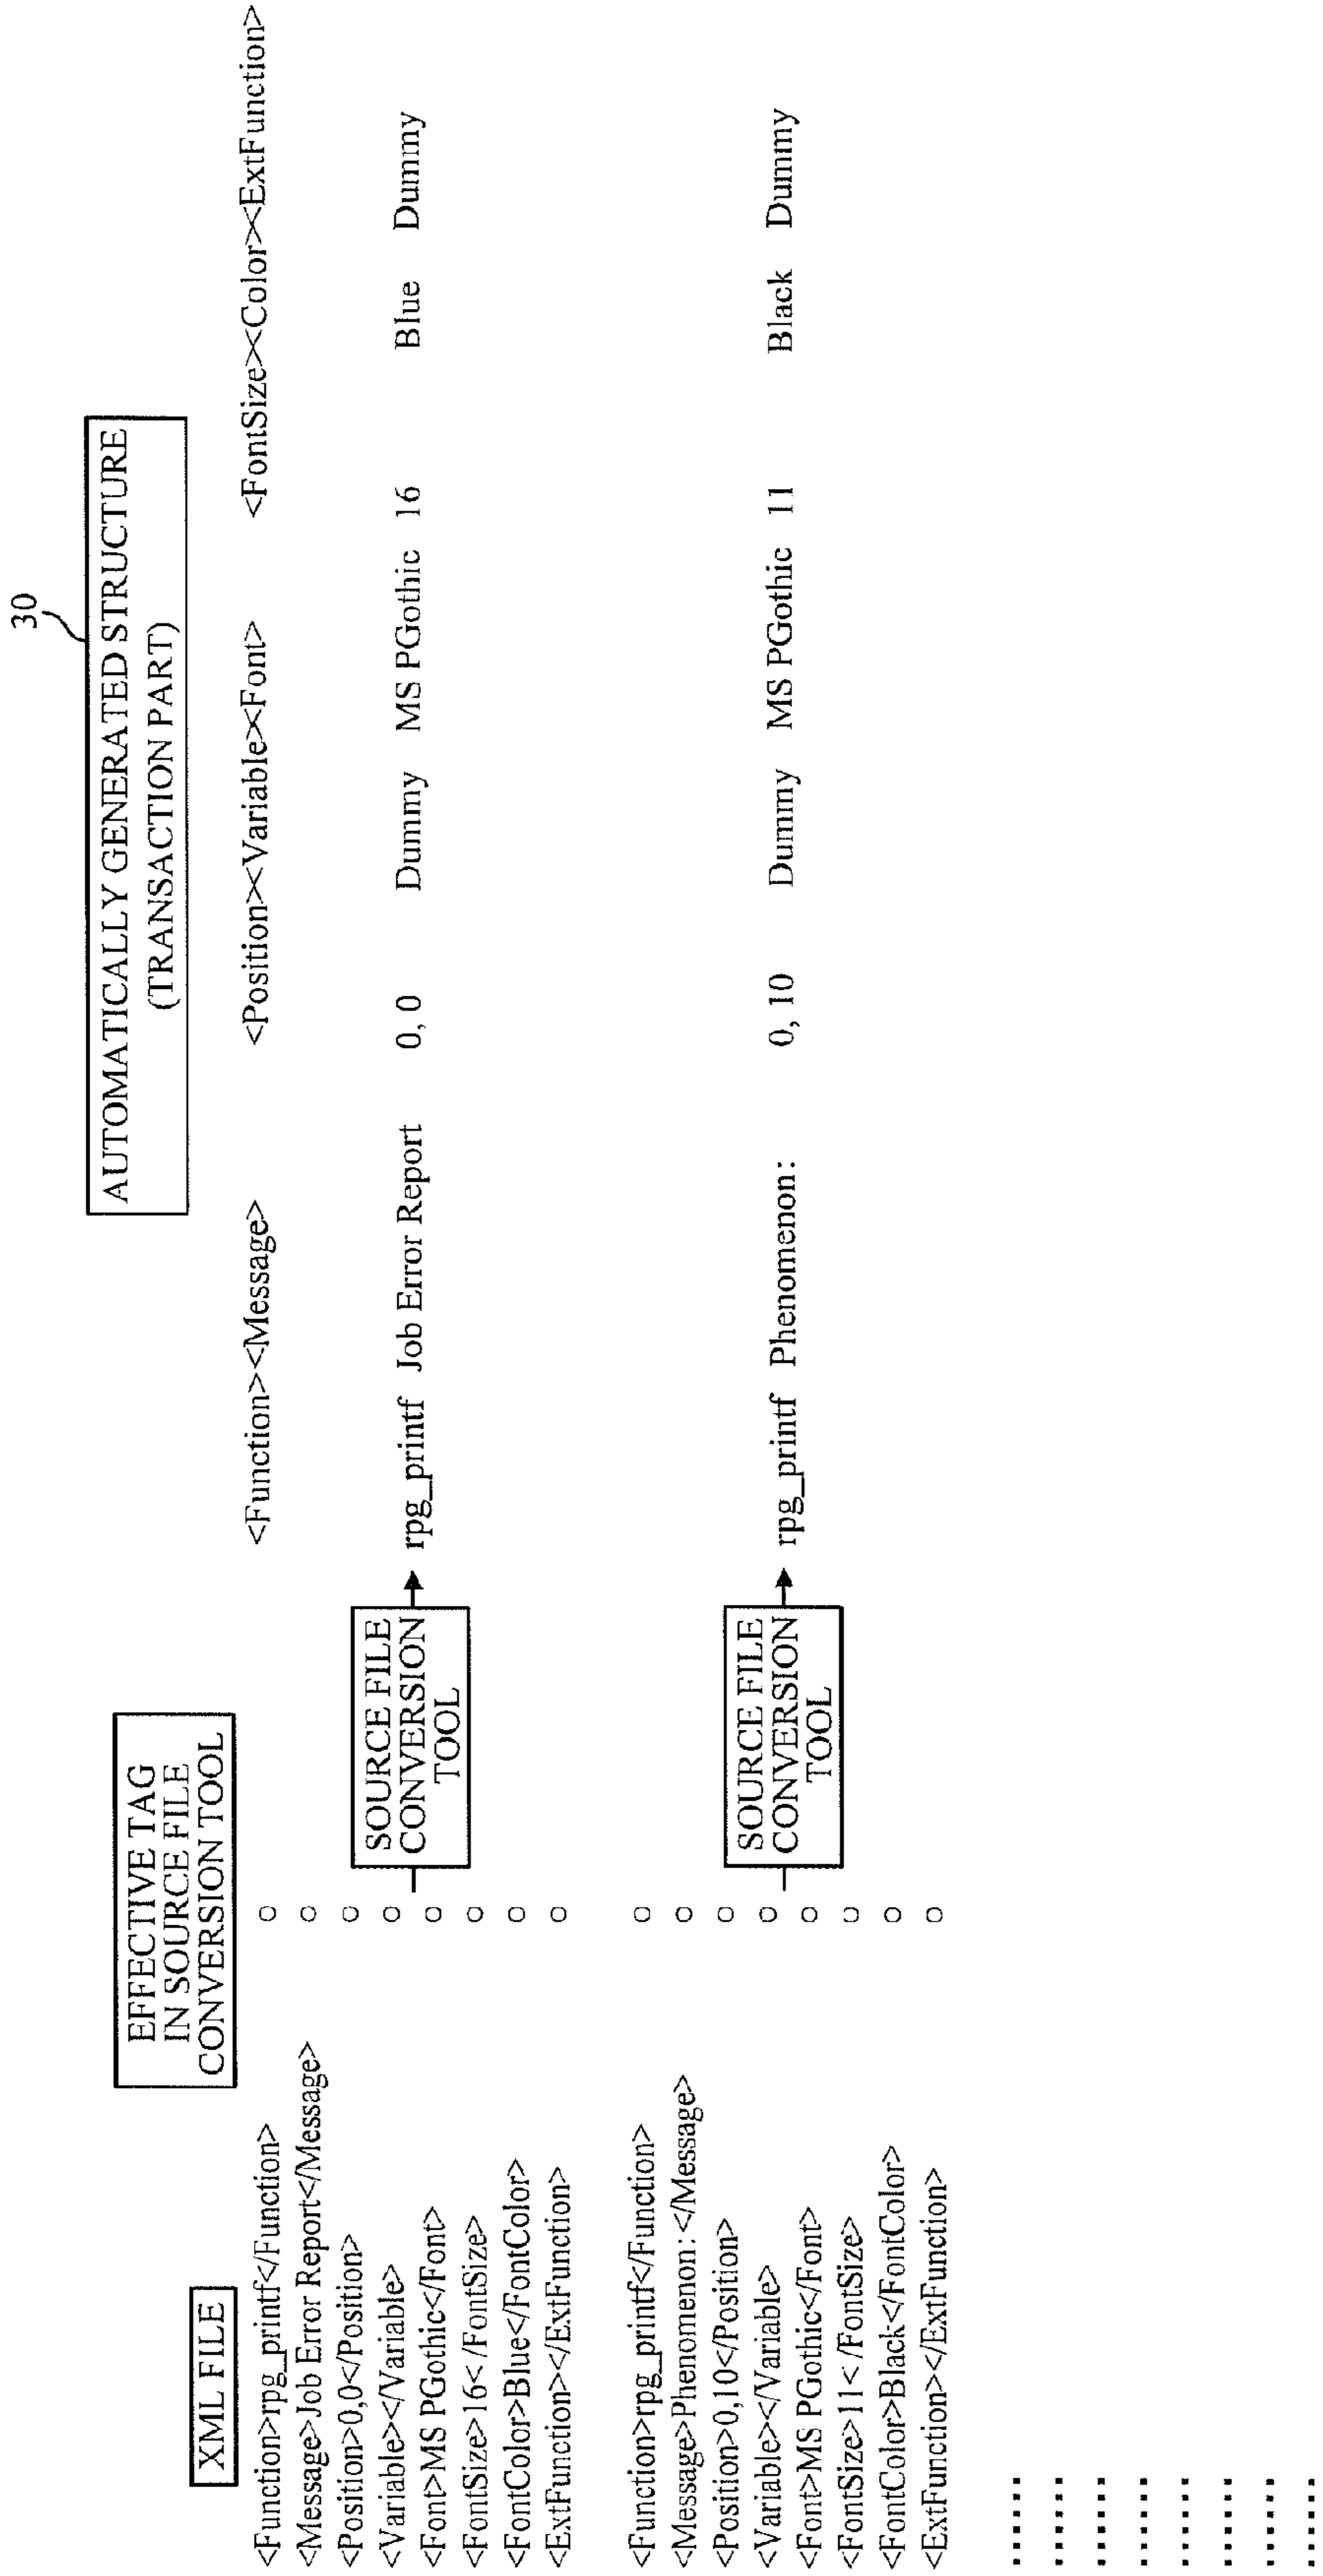 30
AUTOMATICALLY GENERATED STRUCTURE
(TRANSACTION PART)
XML FILE
EFFECTIVE TAG
IN SOURCE FILE
CONVERSION TOOL
<Function><Message> <Position><Variable><Font> <FontSize><Color><ExtFunction>
<Function>rpg_printf</Function> ○
<Message>Job Error Report</Message> ○
<Position>0,0</Position> ○
<Variable></Variable> ○
<Font>MS PGothic</Font> ○
<FontSize>16</FontSize> ○
<FontColor>Blue</FontColor> ○
<ExtFunction></ExtFunction> ○
SOURCE FILE
CONVERSION
TOOL
rpg_printf Job Error Report 0, 0 Dummy MS PGothic 16 Blue Dummy
<Function>rpg_printf</Function> ○
<Message>Phenomenon: </Message> ○
<Position>0,10</Position> ○
<Variable></Variable> ○
<Font>MS PGothic</Font> ○
<FontSize>11</FontSize> ○
<FontColor>Black</FontColor> ○
<ExtFunction></ExtFunction> ○
SOURCE FILE
CONVERSION
TOOL
rpg_printf Phenomenon: 0, 10 Dummy MS PGothic 11 Black Dummy
......
......
......
......
......
......
......
......